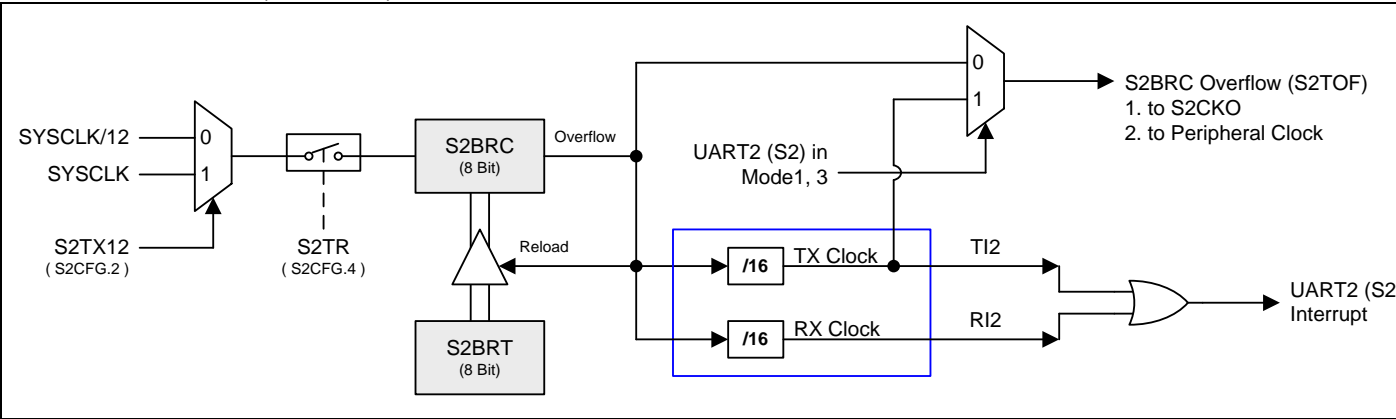 SYSCLK/12
0
SYSCLK
1
S2TX12
( S2CFG.2 )
S2TR
( S2CFG.4 )
S2BRC
(8 Bit)
Overflow
Reload
S2BRT
(8 Bit)
UART2 (S2) in
Mode1, 3
0
1
S2BRC Overflow (S2TOF)
1. to S2CKO
2. to Peripheral Clock
/16
TX Clock
TI2
/16
RX Clock
RI2
UART2 (S2
Interrupt